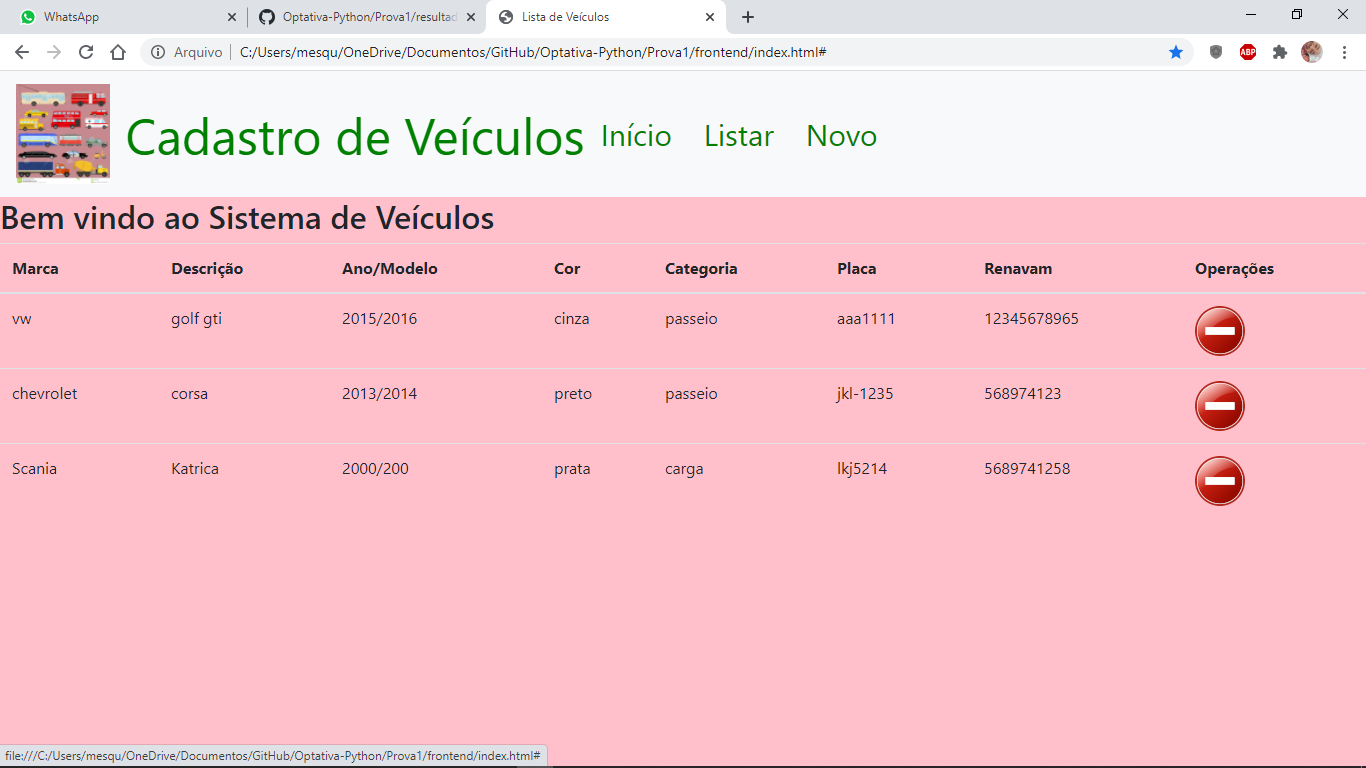 WhatsApp
Optativa-Python/Prova1/resultad
Lista de Veículos
Arquivo
C:/Users/mesqu/OneDrive/Documentos/GitHub/Optativa-Python/Prova1/frontend/index.html#
ABP
Cadastro de Veículos Início Listar Novo
Bem vindo ao Sistema de Veículos
Marca Descrição Ano/Modelo Cor Categoria Placa Renavam Operações
vw golf gti 2015/2016 cinza passeio aaa1111 12345678965
chevrolet corsa 2013/2014 preto passeio jkl-1235 568974123
Scania Katrica 2000/200 prata carga lkj5214 5689741258
file:///C:/Users/mesqu/OneDrive/Documentos/GitHub/Optativa-Python/Prova1/frontend/index.html#